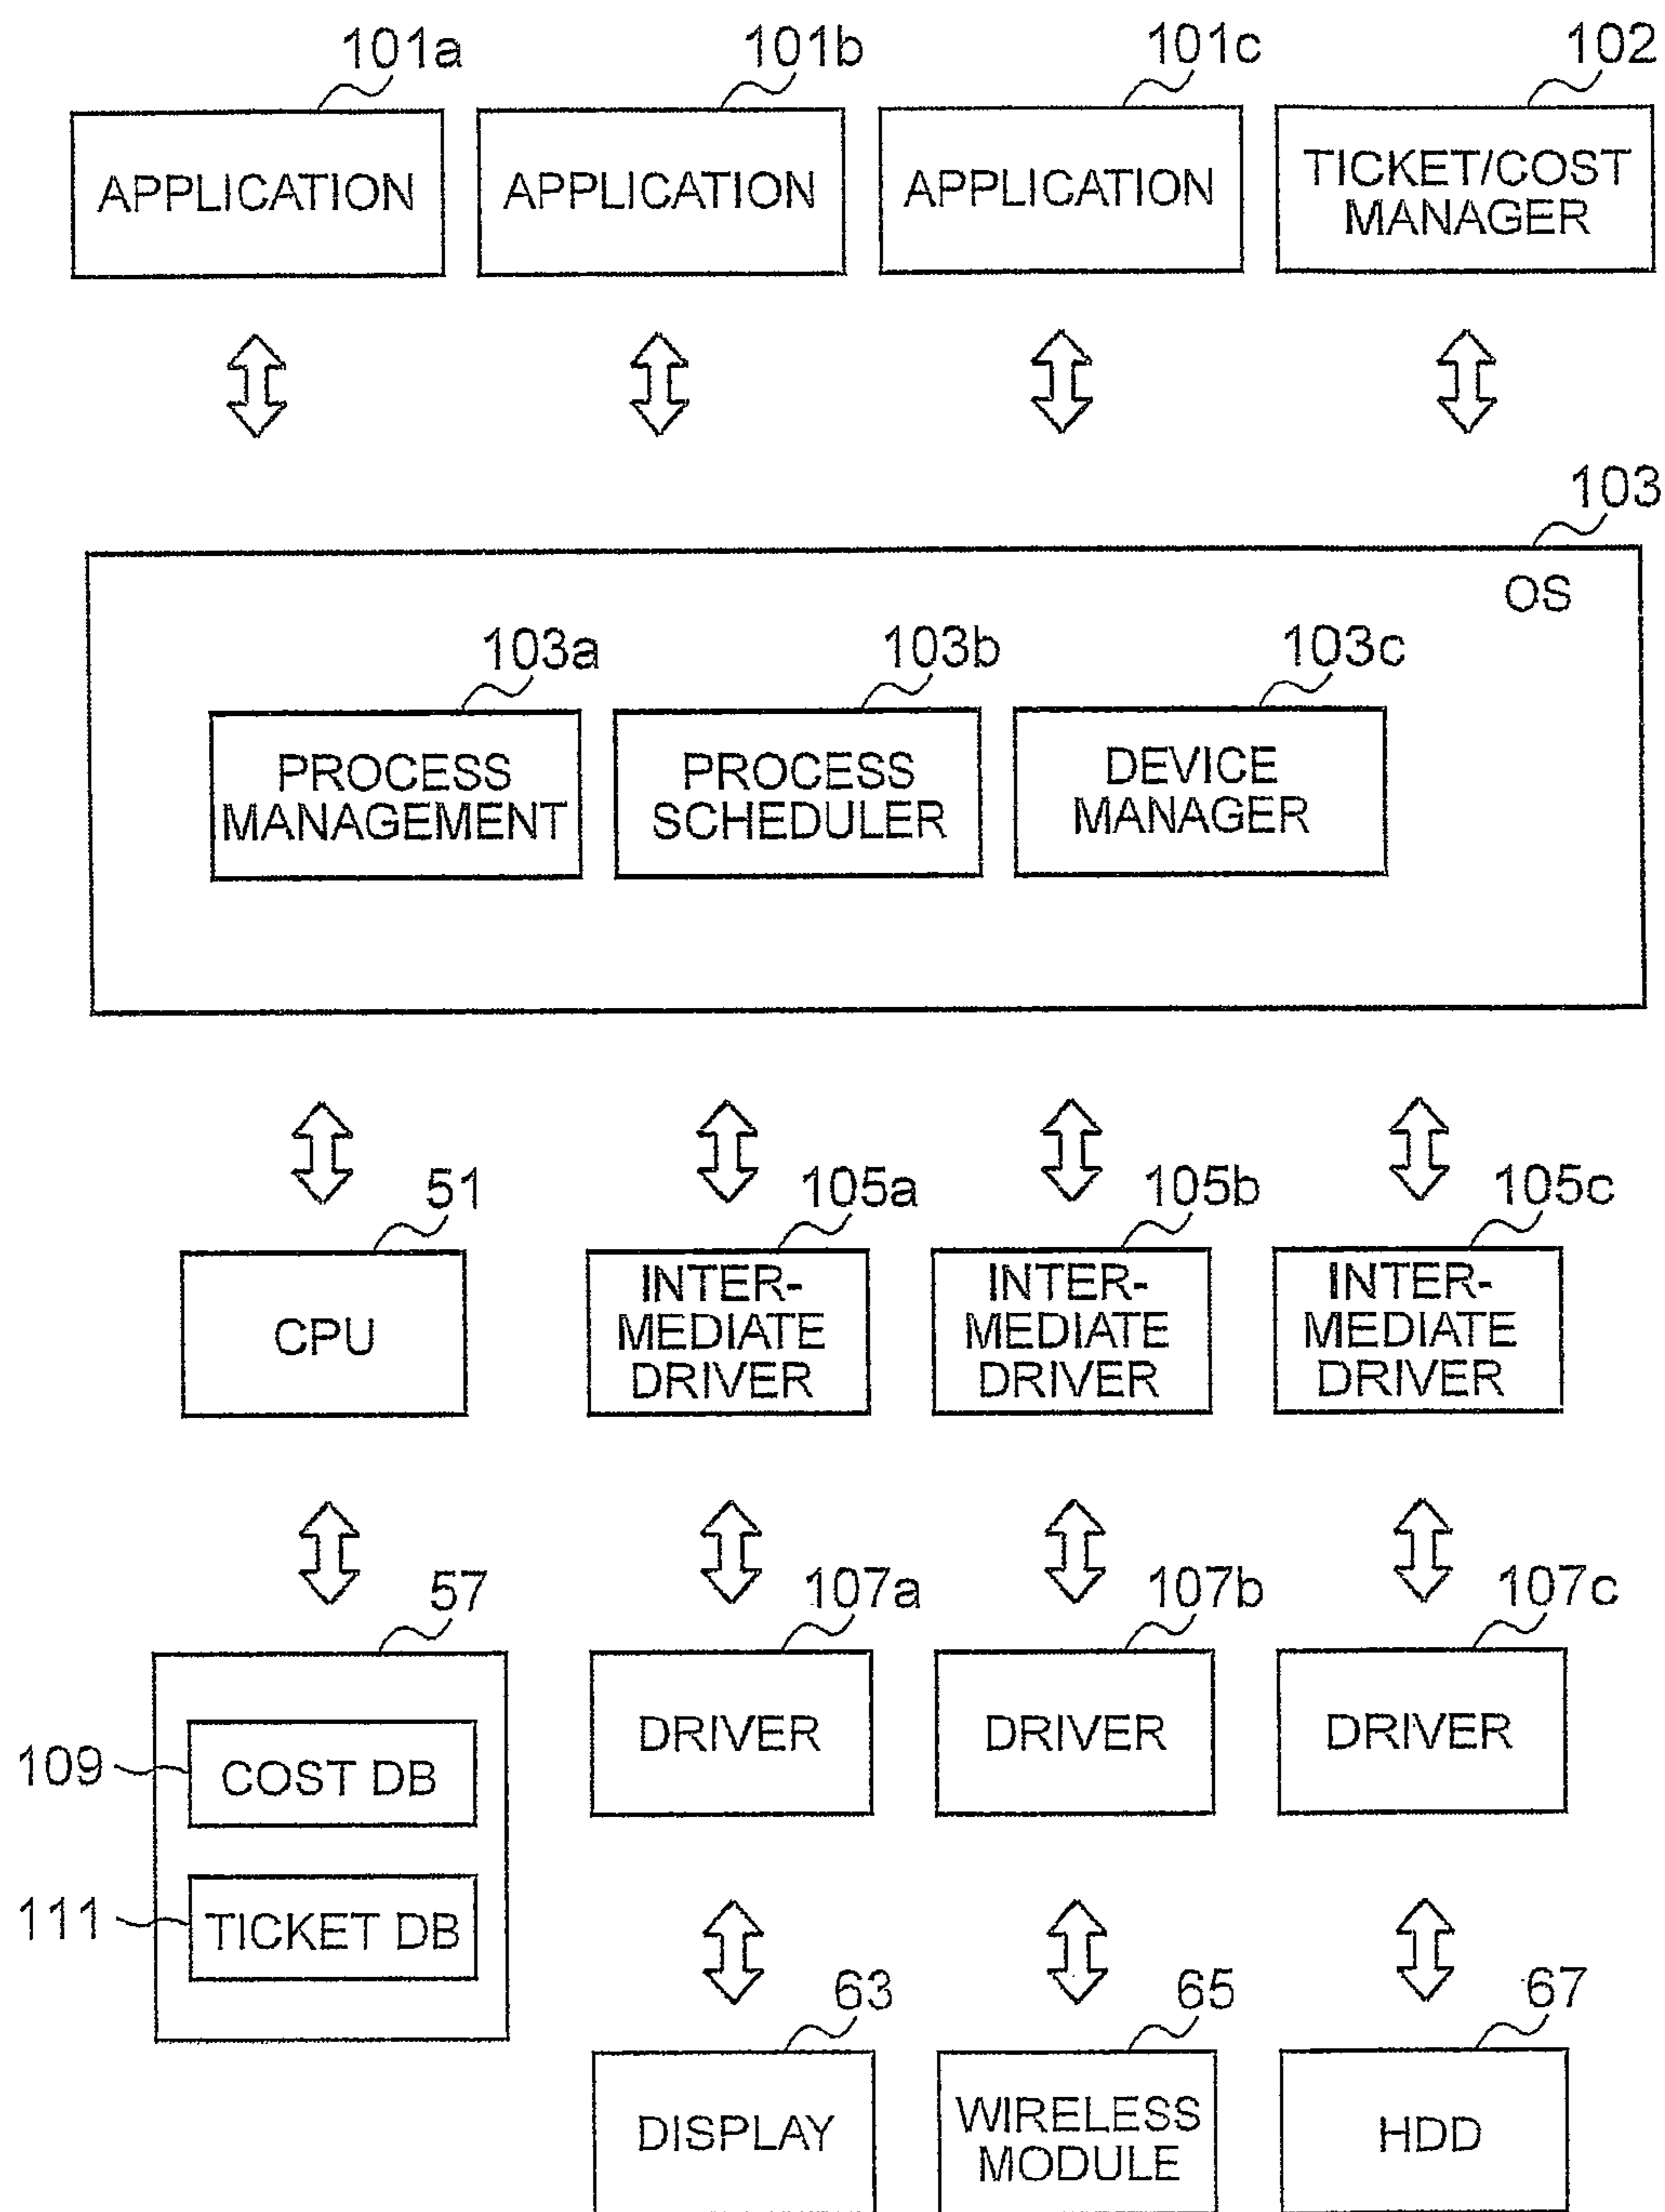 101a 101b 101c 102
APPLICATION APPLICATION APPLICATION TICKET/COST
MANAGER
103
OS
103a 103b 103c
PROCESS
MANAGEMENT
PROCESS
SCHEDULER
DEVICE
MANAGER
51 105a 105b 105c
CPU
INTER-
MEDIATE
DRIVER
INTER-
MEDIATE
DRIVER
INTER-
MEDIATE
DRIVER
57 107a 107b 107c
109 COST DB
111 TICKET DB
DRIVER DRIVER DRIVER
63 65 67
DISPLAY
WIRELESS
MODULE
HDD